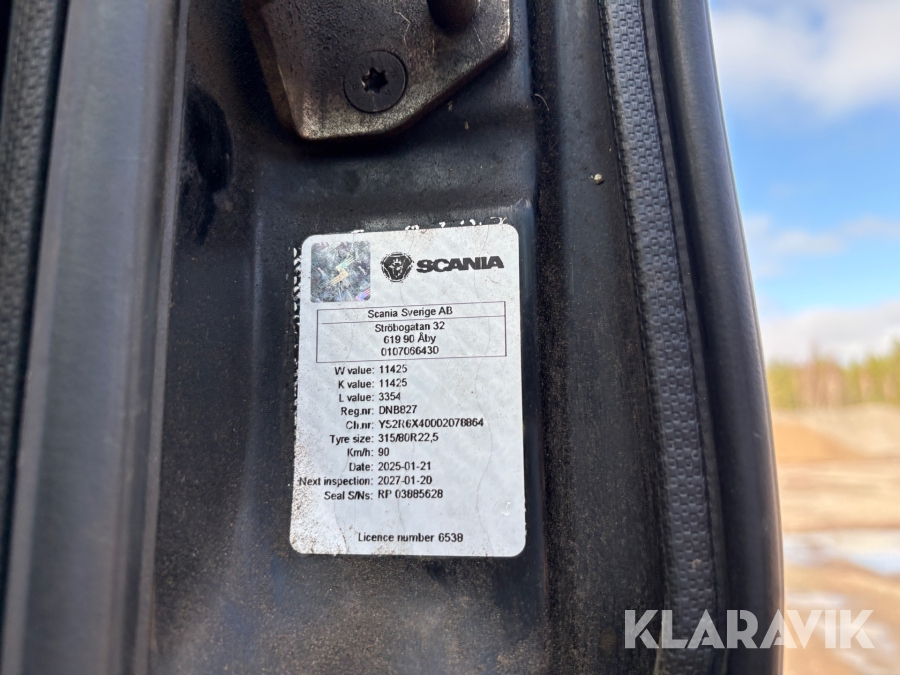 SCANIA
Scania Sverige AB
Ströbogatan 32
619 90 Åby
0107066430
W value: 11425
K value: 11425
L value: 3354
Reg.nr: DNB827
Ch.nr: YS2R6X40002078864
Tyre size: 315/80R22,5
Km/h: 90
Date: 2025-01-21
Next inspection: 2027-01-20
Seal S/Ns: RP 03885628
Licence number 6538
KLARAVIK